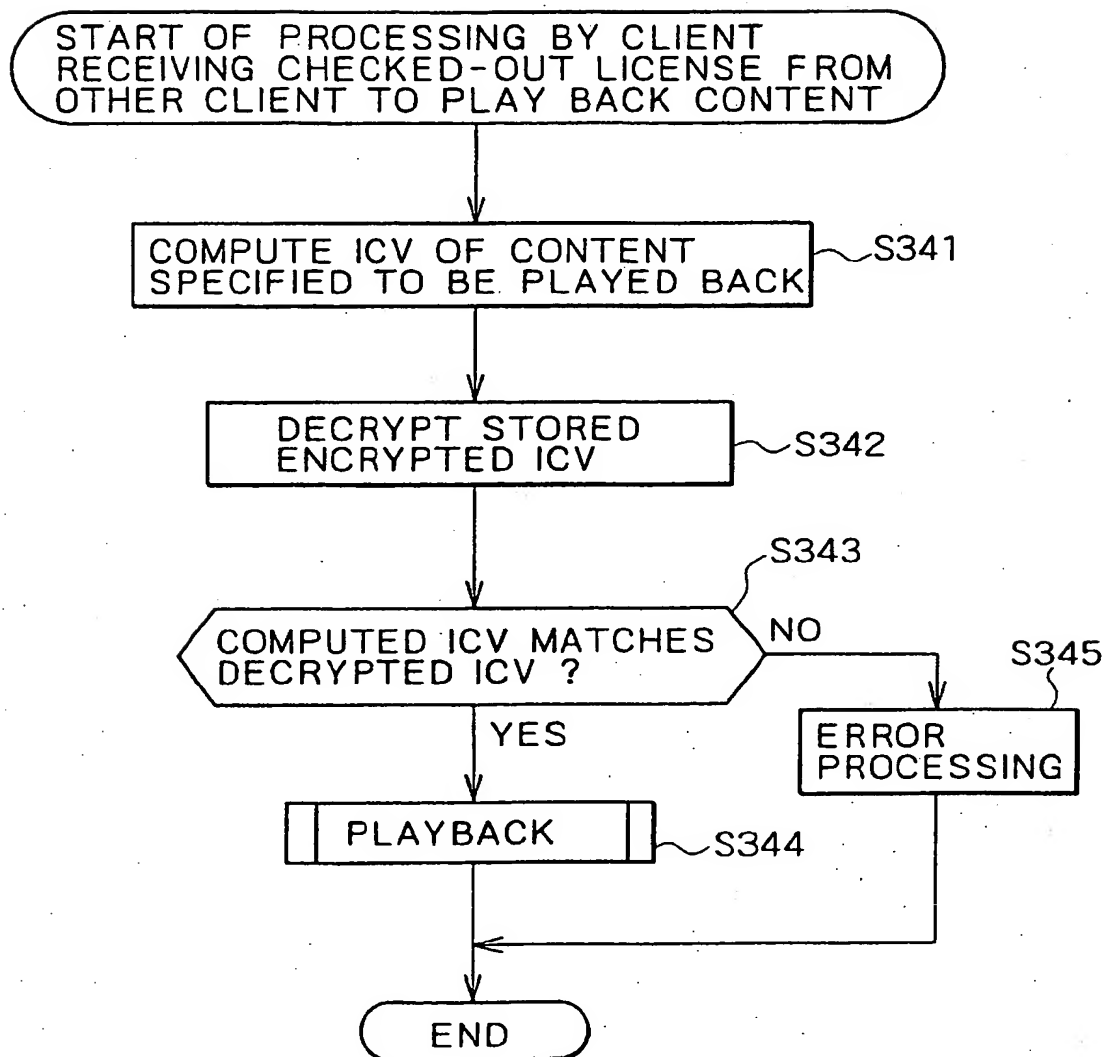 START OF PROCESSING BY CLIENT
RECEIVING CHECKED-OUT LICENSE FROM
OTHER CLIENT TO PLAY BACK CONTENT
COMPUTE ICV OF CONTENT
SPECIFIED TO BE PLAYED BACK
S341
DECRYPT STORED
ENCRYPTED ICV
S342
S343
COMPUTED ICV MATCHES
DECRYPTED ICV ?
NO
YES
S345
ERROR
PROCESSING
PLAYBACK
S344
END